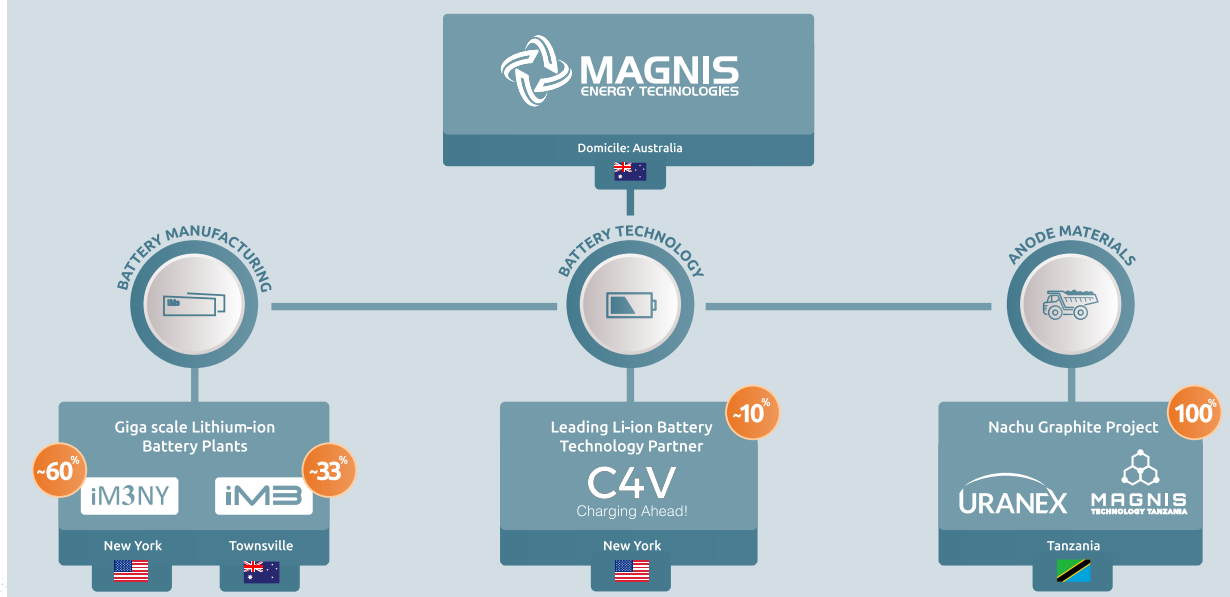 MAGNIS
ENERGY TECHNOLOGIES
Domicile: Australia
BATTERY MANUFACTURING
BATTERY TECHNOLOGY
ANODE MATERIALS
Giga scale Lithium-ion
Battery Plants
~60%
iM3NY
iM3
~33%
New York
Townsville
Leading Li-ion Battery
Technology Partner
~10%
C4V
Charging Ahead!
New York
Nachu Graphite Project
100%
URANEX
MAGNIS
TECHNOLOGY TANZANIA
Tanzania